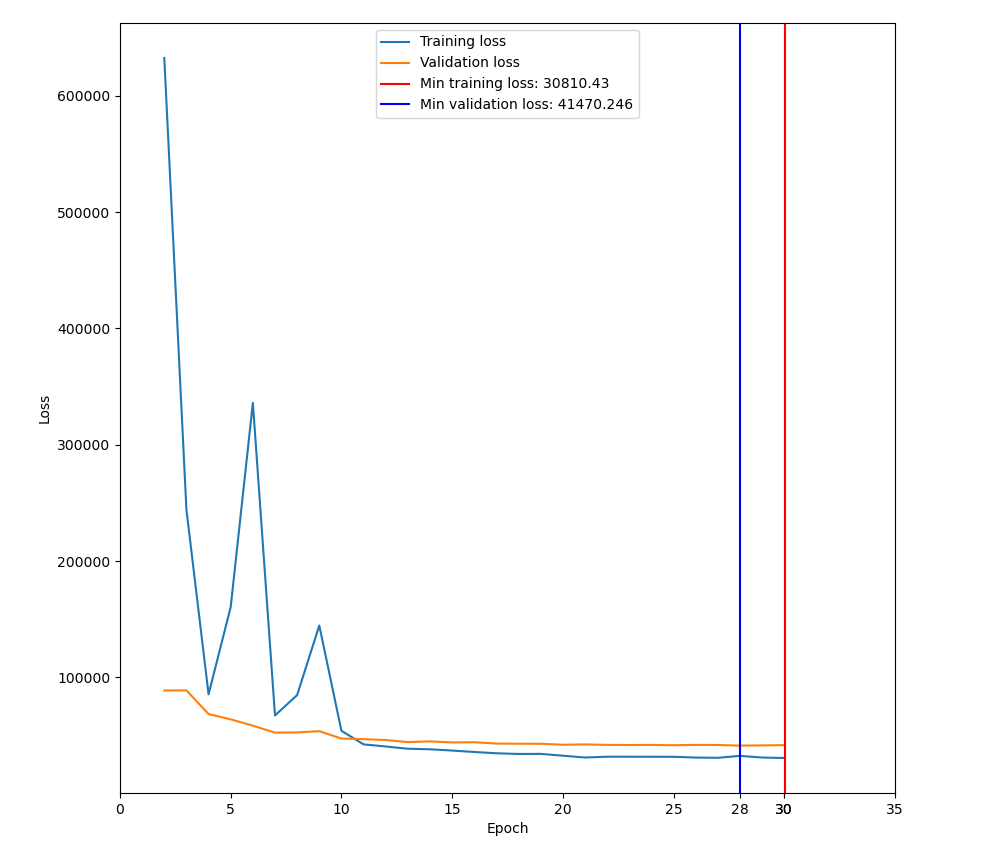 Training loss
Validation loss
Min training loss: 30810.43
Min validation loss: 41470.246
600000
500000
400000
300000
200000
100000
Loss
0 5 10 15 20 25 28 30 30 35
Epoch